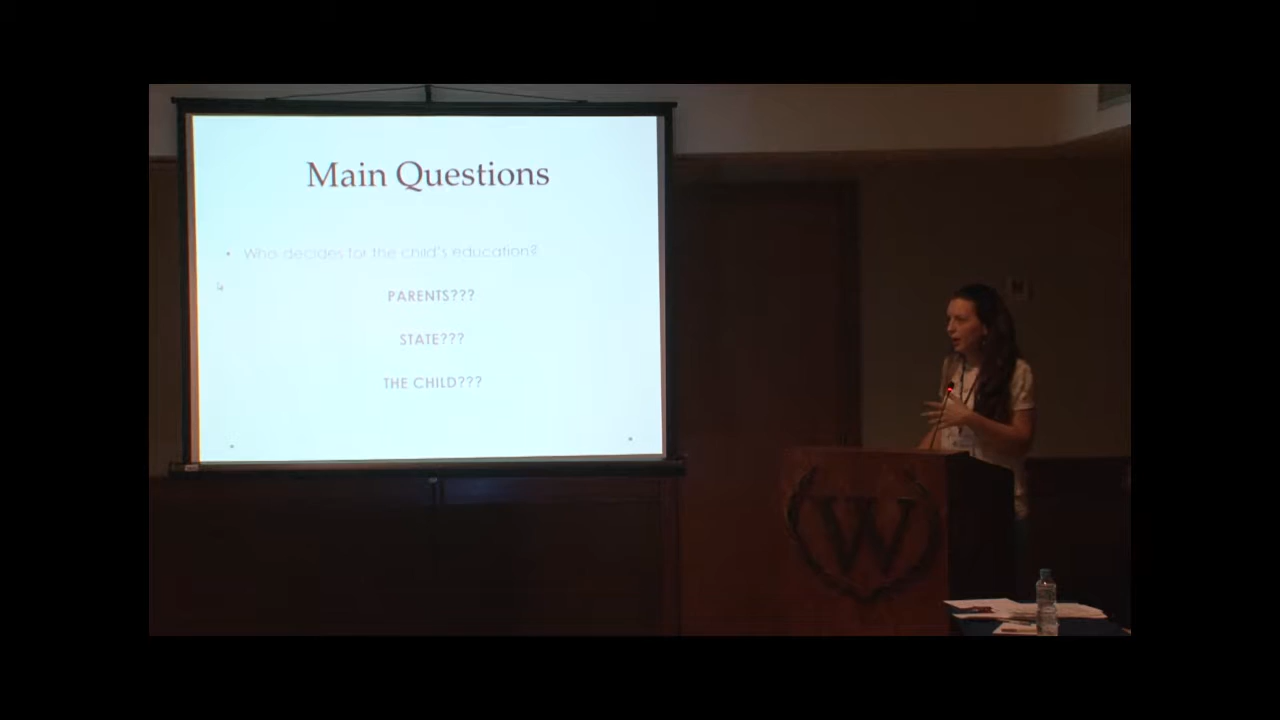 Main Questions
• Who decides for the child's education?
PARENTS???
STATE???
THE CHILD???
W